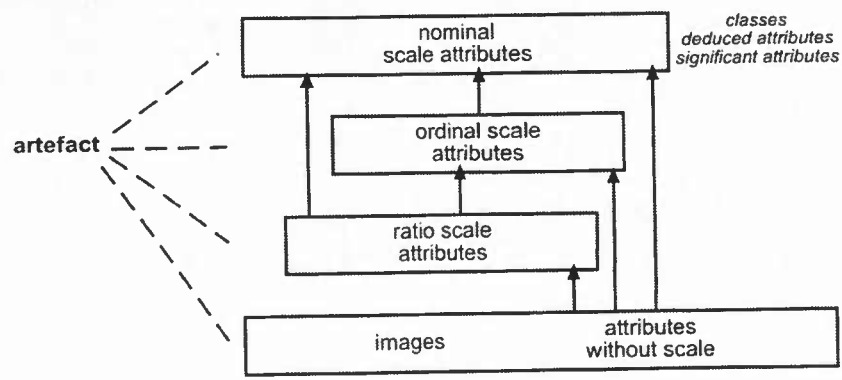 nominal
scale attributes
classes
deduced attributes
significant attributes
artefact
ordinal scale
attributes
ratio scale
attributes
images
attributes
without scale